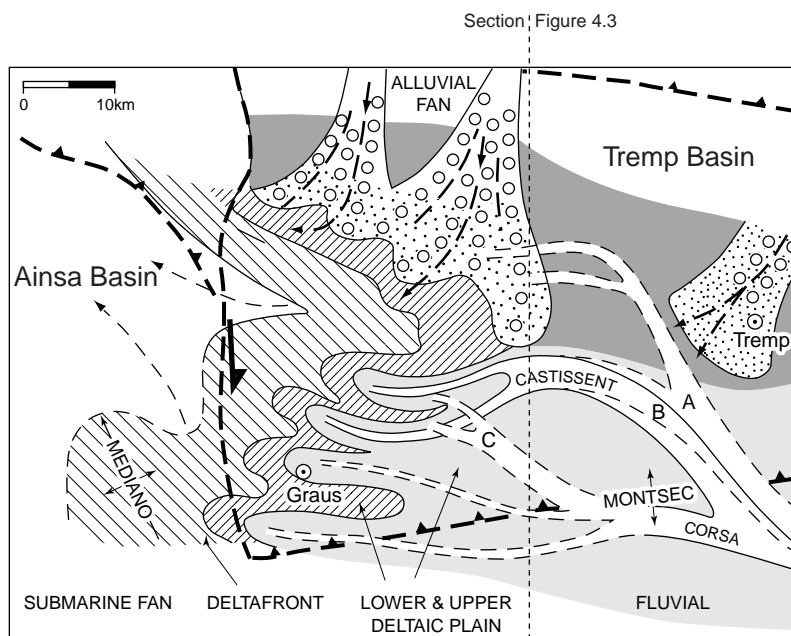 Section Figure 4.3
0 10km
ALLUVIAL
FAN
Tremp Basin
Ainsa Basin
Tremp
CASTISSENT
A
B
C
MEDIANO
Graus
MONTSEC
CORSA
SUBMARINE FAN
DELTAFRONT
LOWER & UPPER
DELTAIC PLAIN
FLUVIAL